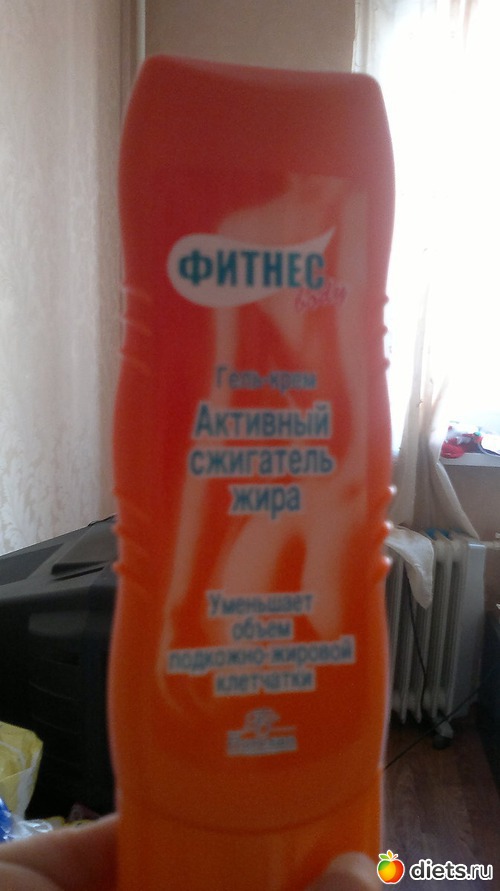 ФИТНЕС
body
Гель-крем
Активный
сжигатель
жира
Уменьшает
объем
подкожно-жировой
клетчатки
diets.ru